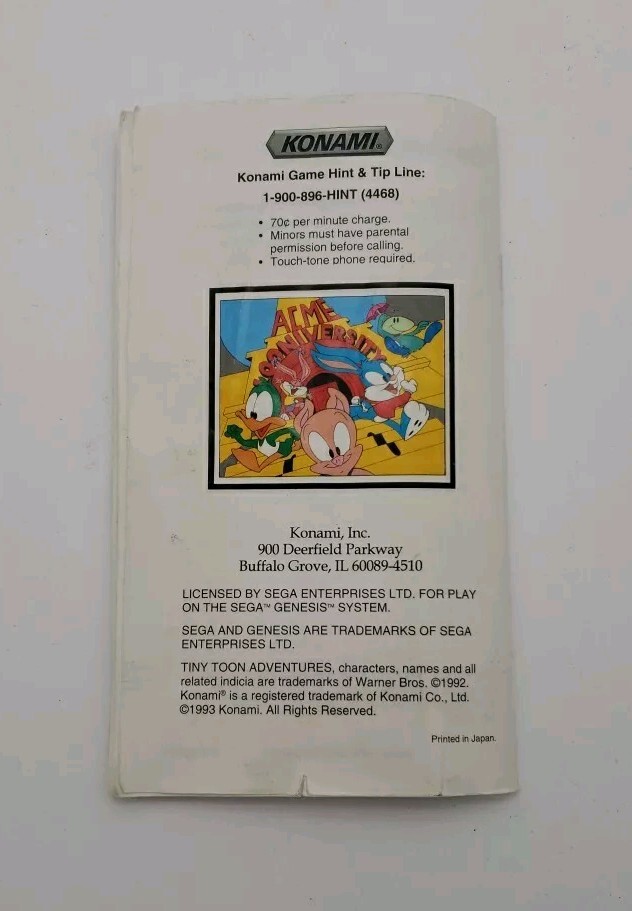 KONAMI®
Konami Game Hint & Tip Line:
1-900-896-HINT (4468)
• 70¢ per minute charge.
• Minors must have parental
permission before calling.
• Touch-tone phone required.
ACME
OONIVERSITY
Konami, Inc.
900 Deerfield Parkway
Buffalo Grove, IL 60089-4510
LICENSED BY SEGA ENTERPRISES LTD. FOR PLAY
ON THE SEGA™ GENESIS™ SYSTEM.
SEGA AND GENESIS ARE TRADEMARKS OF SEGA
ENTERPRISES LTD.
TINY TOON ADVENTURES, characters, names and all
related indicia are trademarks of Warner Bros. ©1992.
Konami® is a registered trademark of Konami Co., Ltd.
©1993 Konami. All Rights Reserved.
Printed in Japan.